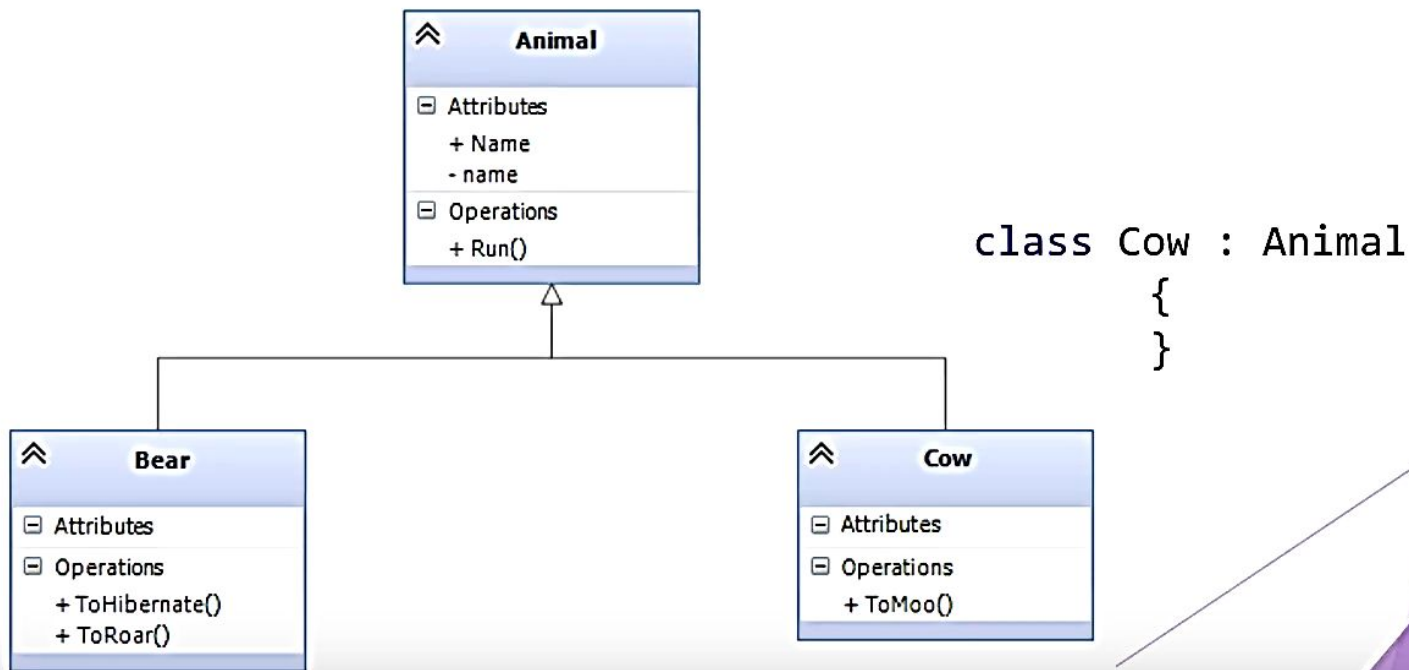 Animal
Attributes
+ Name
- name
Operations
+ Run()
class Cow : Animal
{
}
Bear
Attributes
Operations
+ ToHibernate()
+ ToRoar()
Cow
Attributes
Operations
+ ToMoo()